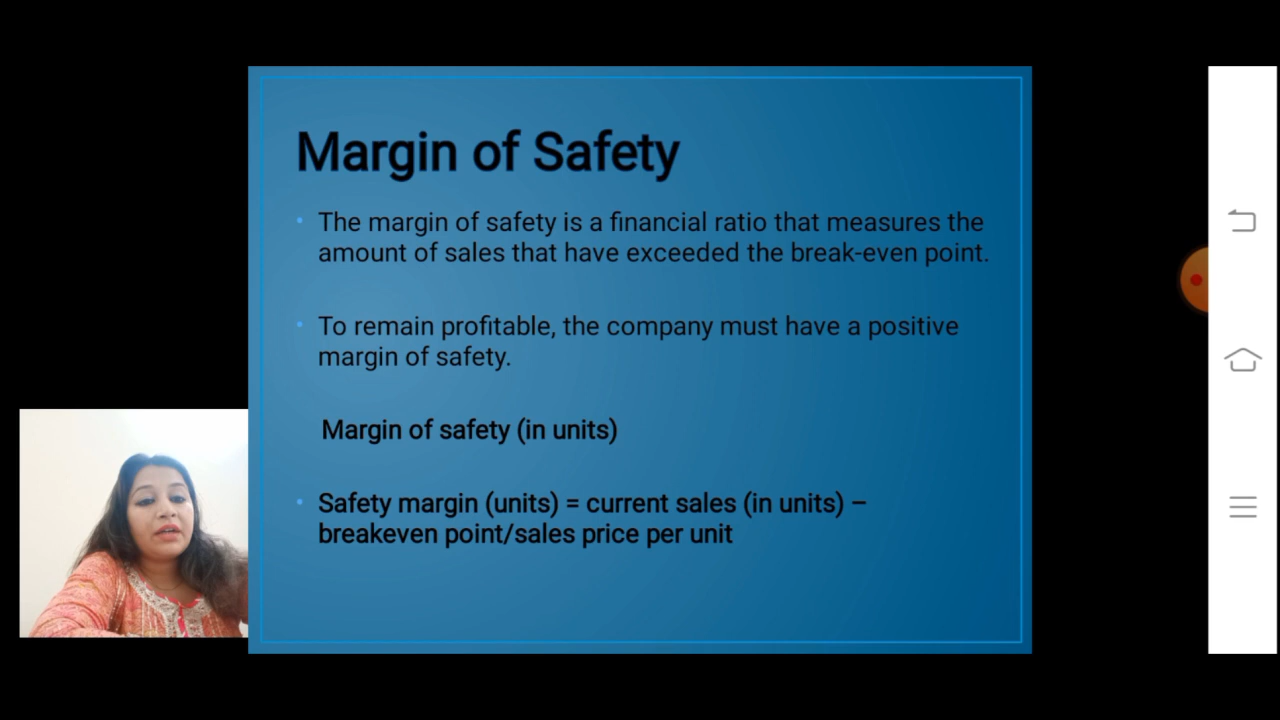 Margin of Safety
The margin of safety is a financial ratio that measures the
amount of sales that have exceeded the break-even point.
To remain profitable, the company must have a positive
margin of safety.
Margin of safety (in units)
Safety margin (units) = current sales (in units) –
breakeven point/sales price per unit